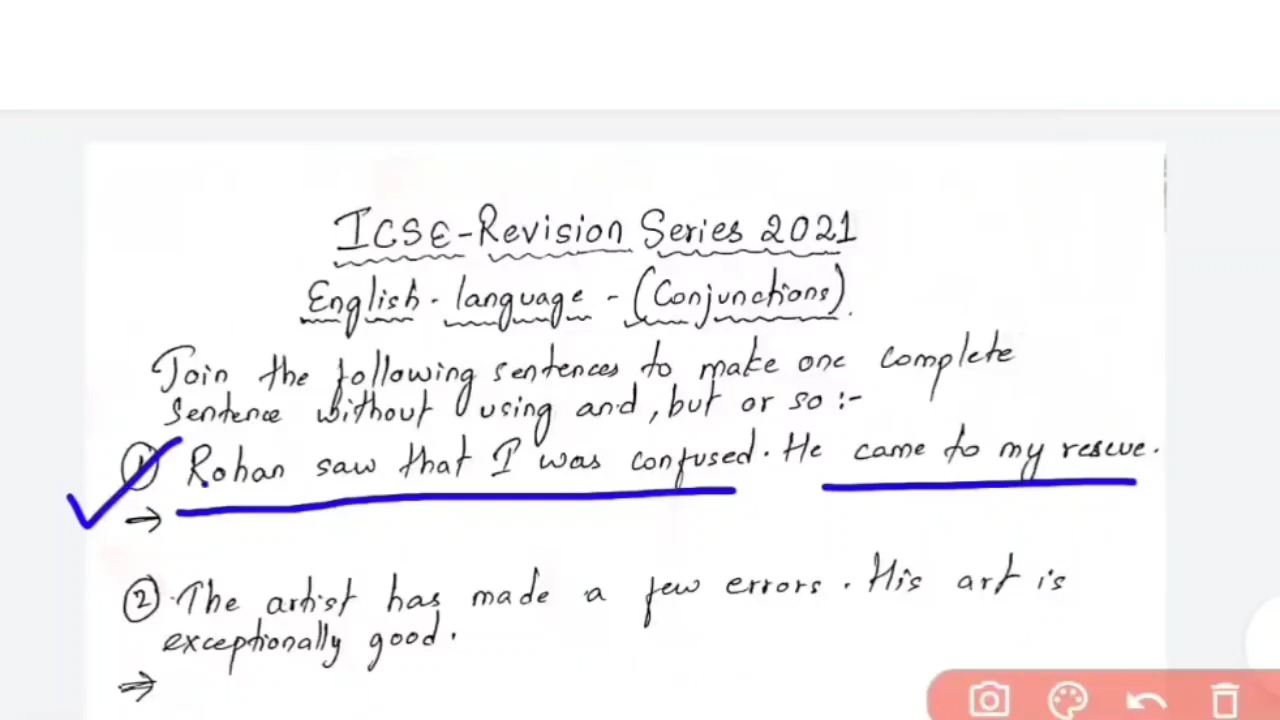 ICSE-Revision Series 2021
English - language - (Conjunctions).
Join the following sentences to make one complete
sentence without using and, but or so :-
① Rohan saw that I was confused. He came to my rescue.
→
② The artist has made a few errors. His art is
exceptionally good.
→